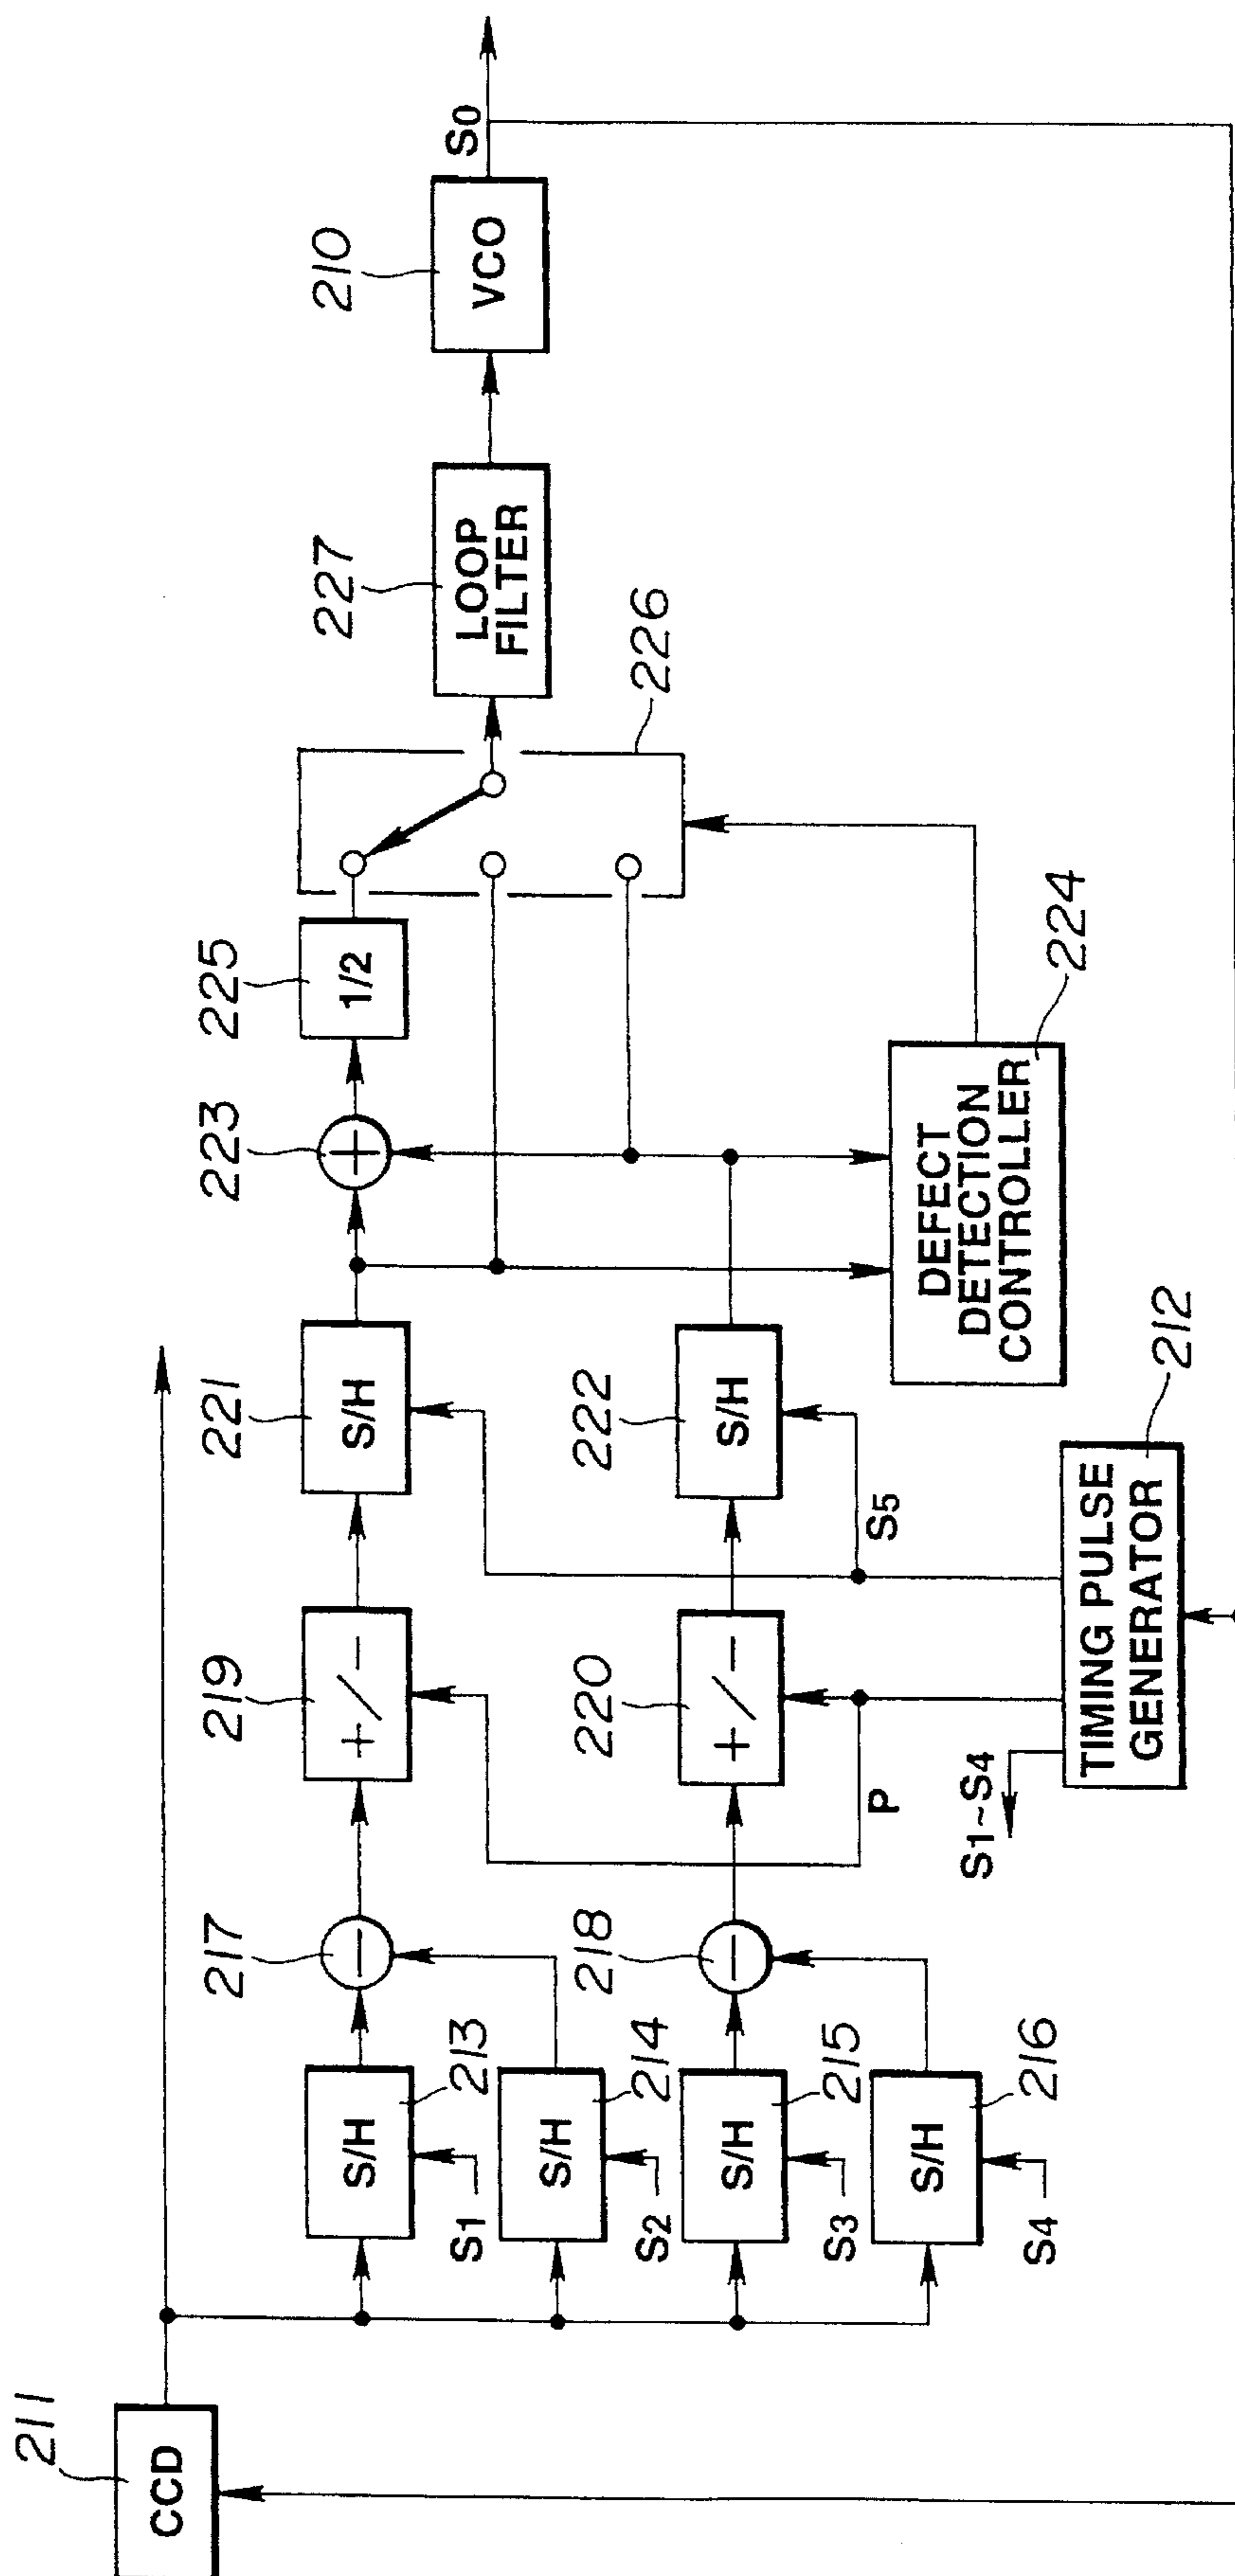 211
CCD
S/H
213
S1
S/H
214
S2
S/H
215
S3
S/H
216
S4
217
218
219
+/−
220
+/−
P
S1~S4
221
S/H
222
S/H
S5
TIMING PULSE
GENERATOR
212
223
+
225
1/2
DEFECT
DETECTION
CONTROLLER
224
226
227
LOOP
FILTER
210
VCO
S0